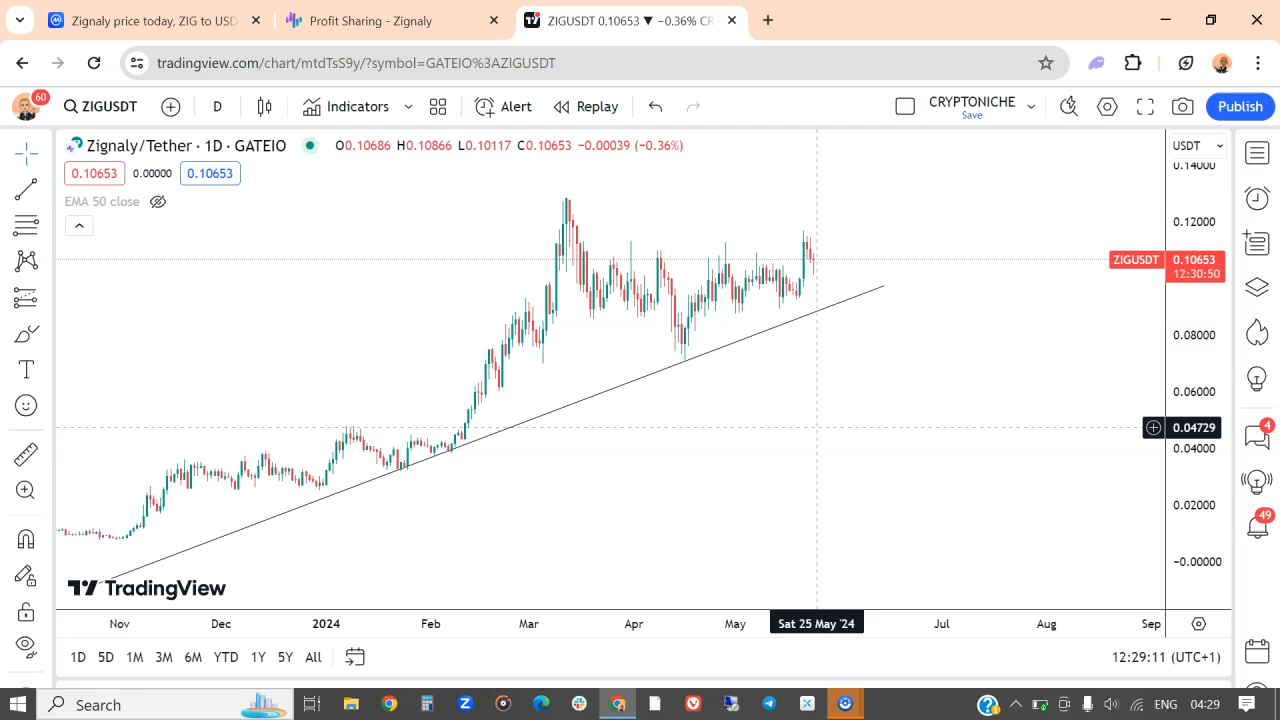 Zignaly price today, ZIG to USD
Profit Sharing - Zignaly
ZIGUSDT 0.10653 ▼ −0.36% CR
tradingview.com/chart/mtdTsS9y/?symbol=GATEIO%3AZIGUSDT
60
ZIGUSDT
D
Indicators
Alert
Replay
CRYPTONICHE
Save
Publish
Zignaly/Tether · 1D · GATEIO
O0.10686 H0.10866 L0.10117 C0.10653 −0.00039 (−0.36%)
USDT
0.14000
0.10653 0.00000 0.10653
EMA 50 close
0.12000
ZIGUSDT 0.10653
12:30:50
0.08000
0.06000
0.04729
0.04000
4
0.02000
49
−0.00000
TradingView
Nov Dec 2024 Feb Mar Apr May Sat 25 May '24 Jul Aug Sep
1D 5D 1M 3M 6M YTD 1Y 5Y All
12:29:11 (UTC+1)
Search
ENG 04:29